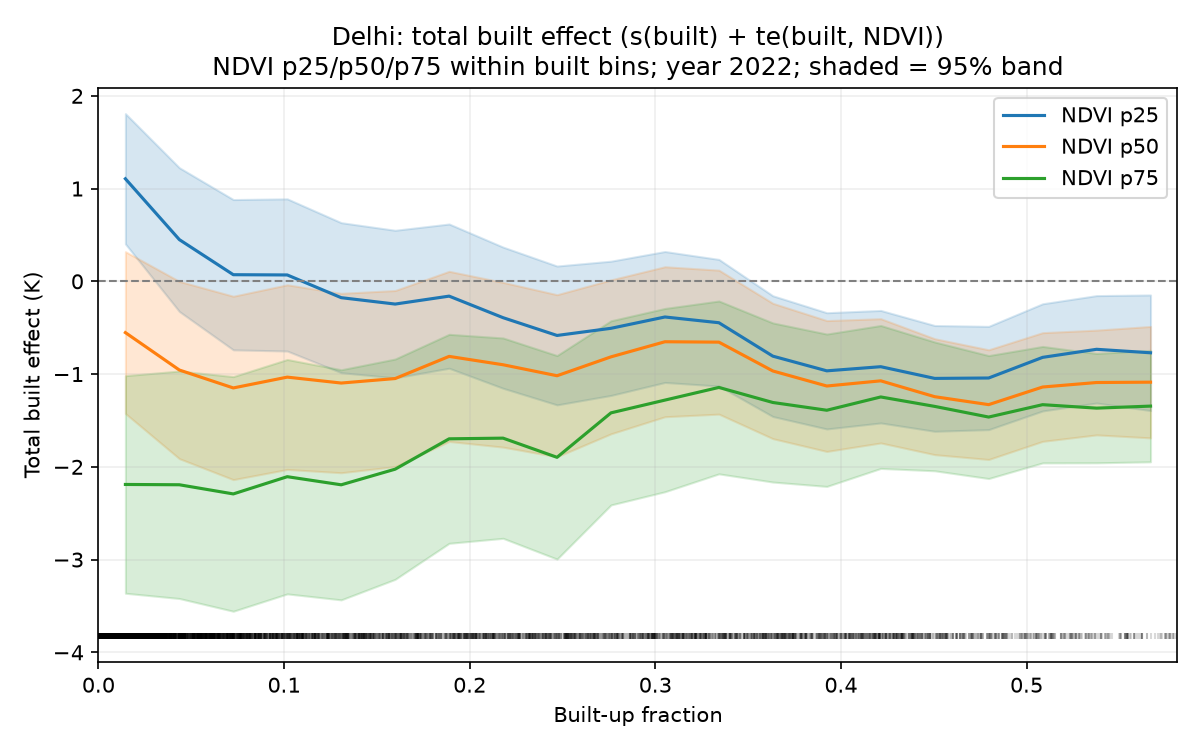 Delhi: total built effect (s(built) + te(built, NDVI))
NDVI p25/p50/p75 within built bins; year 2022; shaded = 95% band
NDVI p25
NDVI p50
NDVI p75
Total built effect (K)
2
1
0
−1
−2
−3
−4
0.0
0.1
0.2
0.3
0.4
0.5
Built-up fraction